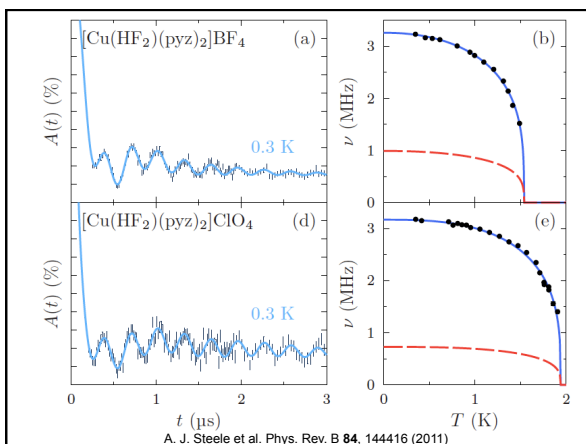 [Cu(HF₂)(pyz)₂]BF₄ (a)
A(t) (%)
0.3 K
(b)
ν (MHz)
3
2
1
0
[Cu(HF₂)(pyz)₂]ClO₄
(d)
A(t) (%)
0.3 K
0 1 2 3
t (µs)
(e)
ν (MHz)
3
2
1
0
0 1 2
T (K)
A. J. Steele et al. Phys. Rev. B 84, 144416 (2011)